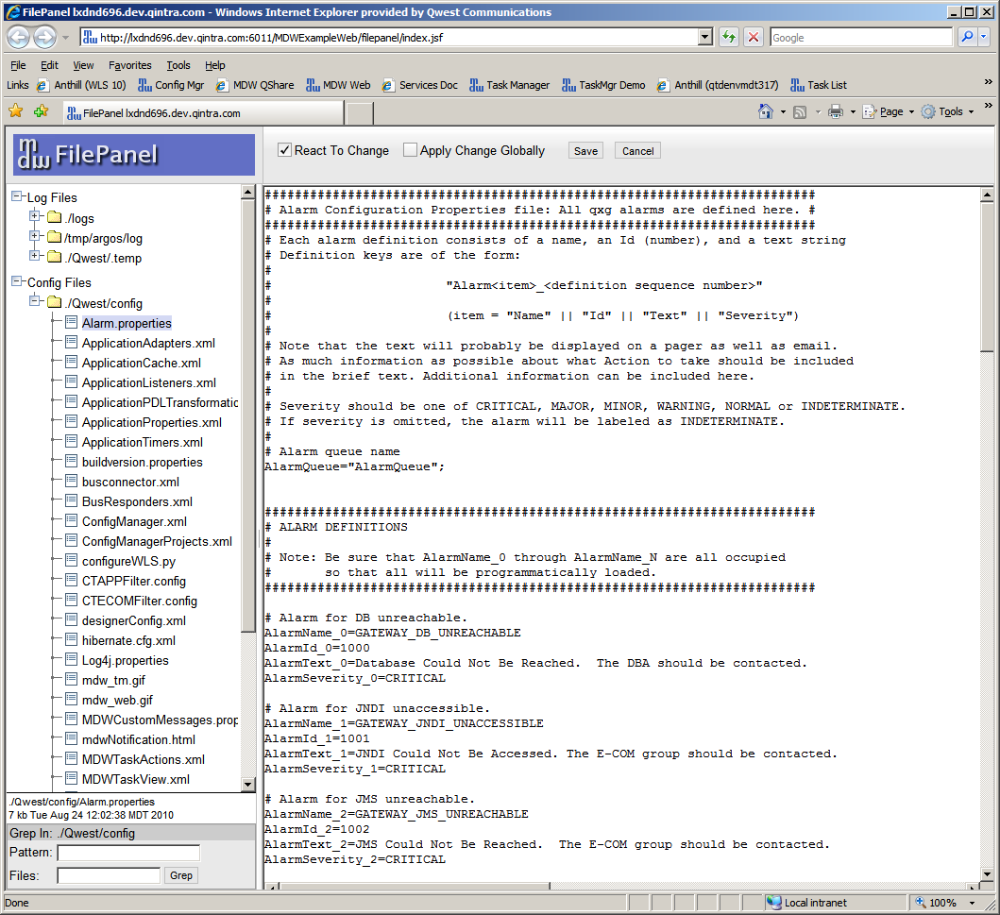 FilePanel lxdnd696.dev.qintra.com - Windows Internet Explorer provided by Qwest Communications
http://lxdnd696.dev.qintra.com:6011/MDWExampleWeb/filepanel/index.jsf
Google
File Edit View Favorites Tools Help
Links Anthill (WLS 10) Config Mgr MDW QShare MDW Web Services Doc Task Manager TaskMgr Demo Anthill (qtdenvmdt317) Task List »
FilePanel lxdnd696.dev.qintra.com
Page Tools »
mdw FilePanel
React To Change Apply Change Globally Save Cancel
Log Files
./logs
/tmp/argos/log
./Qwest/.temp
Config Files
./Qwest/config
Alarm.properties
ApplicationAdapters.xml
ApplicationCache.xml
ApplicationListeners.xml
ApplicationPDLTransformatic
ApplicationProperties.xml
ApplicationTimers.xml
buildversion.properties
busconnector.xml
BusResponders.xml
ConfigManager.xml
ConfigManagerProjects.xml
configureWLS.py
CTAPPFilter.config
CTECOMFilter.config
designerConfig.xml
hibernate.cfg.xml
Log4j.properties
mdw_tm.gif
mdw_web.gif
MDWCustomMessages.prop
mdwNotification.html
MDWTaskActions.xml
MDWTaskView.xml
./Qwest/config/Alarm.properties
7 kb Tue Aug 24 12:02:38 MDT 2010
Grep In: ./Qwest/config
Pattern:
Files: Grep
#########################################################################
# Alarm Configuration Properties file: All qxg alarms are defined here. #
#########################################################################
# Each alarm definition consists of a name, an Id (number), and a text string
# Definition keys are of the form:
#
# "Alarm<item>_<definition sequence number>"
#
# (item = "Name" || "Id" || "Text" || "Severity")
#
# Note that the text will probably be displayed on a pager as well as email.
# As much information as possible about what Action to take should be included
# in the brief text. Additional information can be included here.
#
# Severity should be one of CRITICAL, MAJOR, MINOR, WARNING, NORMAL or INDETERMINATE.
# If severity is omitted, the alarm will be labeled as INDETERMINATE.
#
# Alarm queue name
AlarmQueue="AlarmQueue";
#########################################################################
# ALARM DEFINITIONS
#
# Note: Be sure that AlarmName_0 through AlarmName_N are all occupied
# so that all will be programmatically loaded.
#########################################################################
# Alarm for DB unreachable.
AlarmName_0=GATEWAY_DB_UNREACHABLE
AlarmId_0=1000
AlarmText_0=Database Could Not Be Reached. The DBA should be contacted.
AlarmSeverity_0=CRITICAL
# Alarm for JNDI unaccessible.
AlarmName_1=GATEWAY_JNDI_UNACCESSIBLE
AlarmId_1=1001
AlarmText_1=JNDI Could Not Be Accessed. The E-COM group should be contacted.
AlarmSeverity_1=CRITICAL
# Alarm for JMS unreachable.
AlarmName_2=GATEWAY_JMS_UNREACHABLE
AlarmId_2=1002
AlarmText_2=JMS Could Not Be Reached. The E-COM group should be contacted.
AlarmSeverity_2=CRITICAL
Done Local intranet 100%